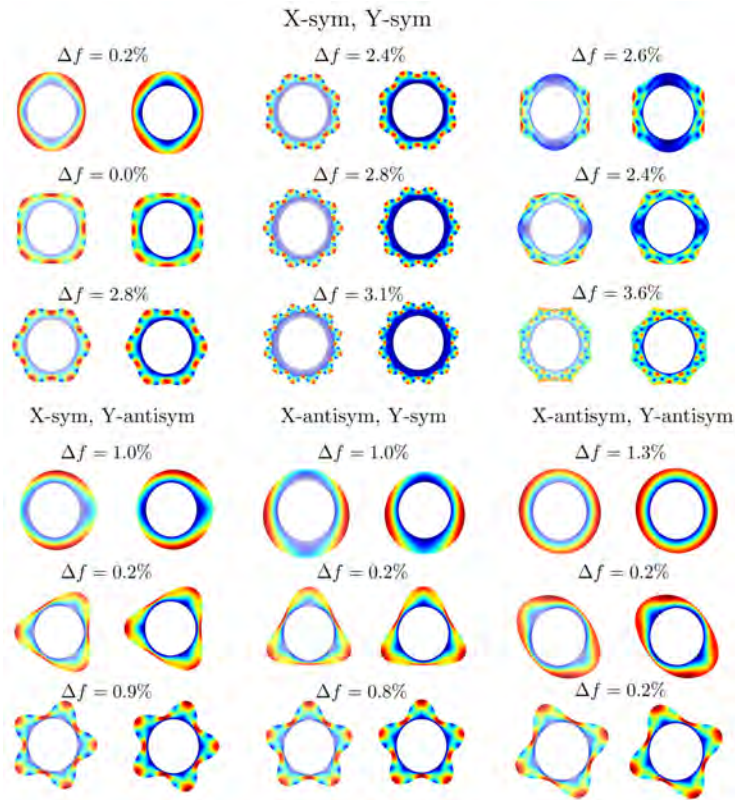 X-sym, Y-sym
Δf = 0.2% Δf = 2.4% Δf = 2.6%
Δf = 0.0% Δf = 2.8% Δf = 2.4%
Δf = 2.8% Δf = 3.1% Δf = 3.6%
X-sym, Y-antisym X-antisym, Y-sym X-antisym, Y-antisym
Δf = 1.0% Δf = 1.0% Δf = 1.3%
Δf = 0.2% Δf = 0.2% Δf = 0.2%
Δf = 0.9% Δf = 0.8% Δf = 0.2%